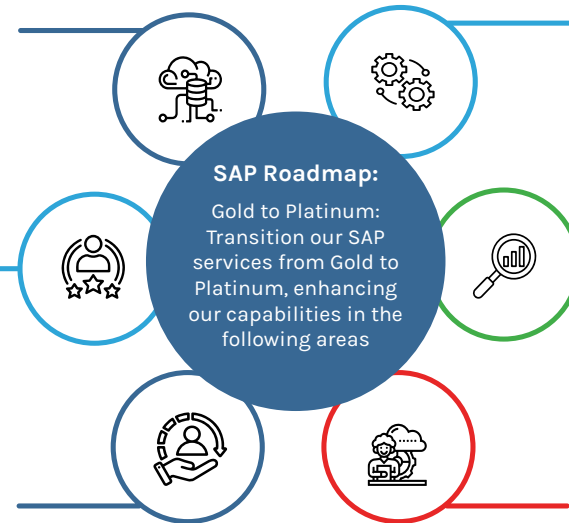 SAP Roadmap:
Gold to Platinum:
Transition our SAP
services from Gold to
Platinum, enhancing
our capabilities in the
following areas